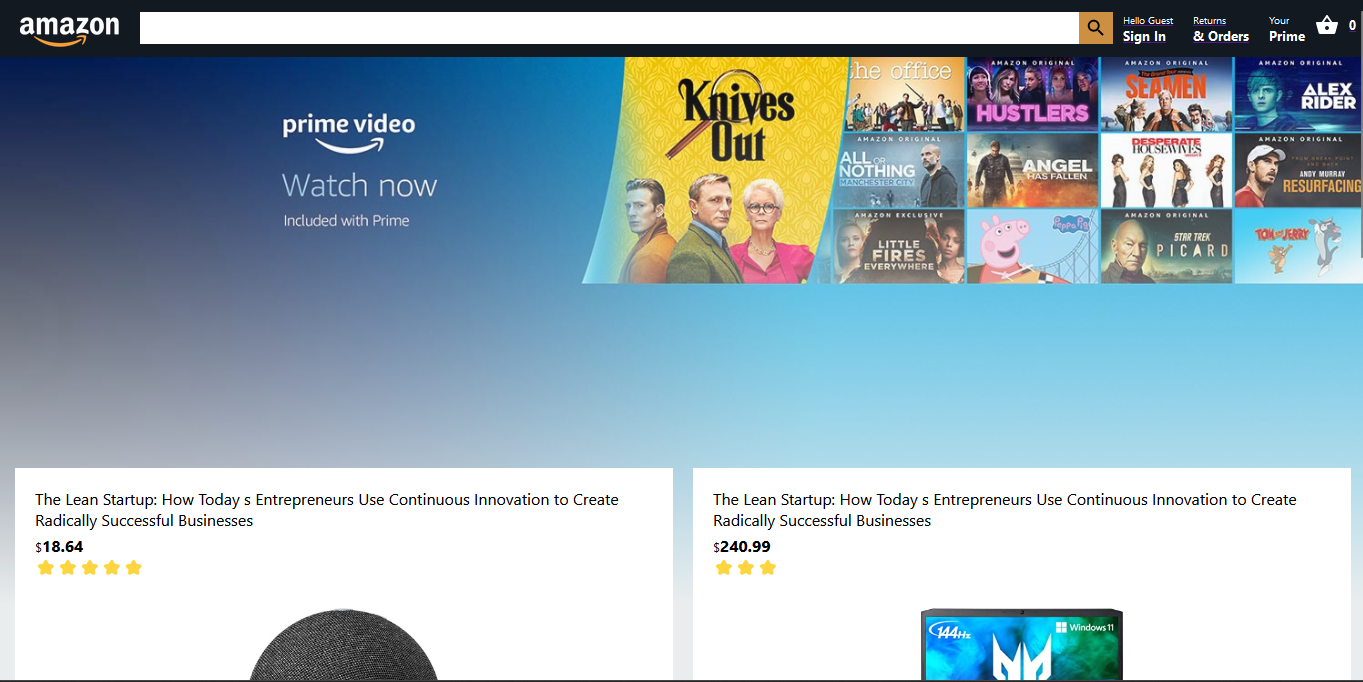 amazon
Hello Guest
Sign In
Returns
& Orders
Your
Prime
0
prime video
Watch now
Included with Prime
Knives
Out
the office
AMAZON ORIGINAL
HUSTLERS
AMAZON ORIGINAL
The Grand Tour
SEAMEN
AMAZON ORIGINAL
ALEX
RIDER
AMAZON ORIGINAL
ALL OR
NOTHING
MANCHESTER CITY
ANGEL
HAS FALLEN
DESPERATE
HOUSEWIVES
AMAZON ORIGINAL
ANDY MURRAY
RESURFACING
AMAZON EXCLUSIVE
LITTLE
FIRES
EVERYWHERE
Peppa Pig
AMAZON ORIGINAL
STAR TREK
PICARD
TOM AND JERRY
The Lean Startup: How Today s Entrepreneurs Use Continuous Innovation to Create
Radically Successful Businesses
$18.64
The Lean Startup: How Today s Entrepreneurs Use Continuous Innovation to Create
Radically Successful Businesses
$240.99
144Hz
Windows 11